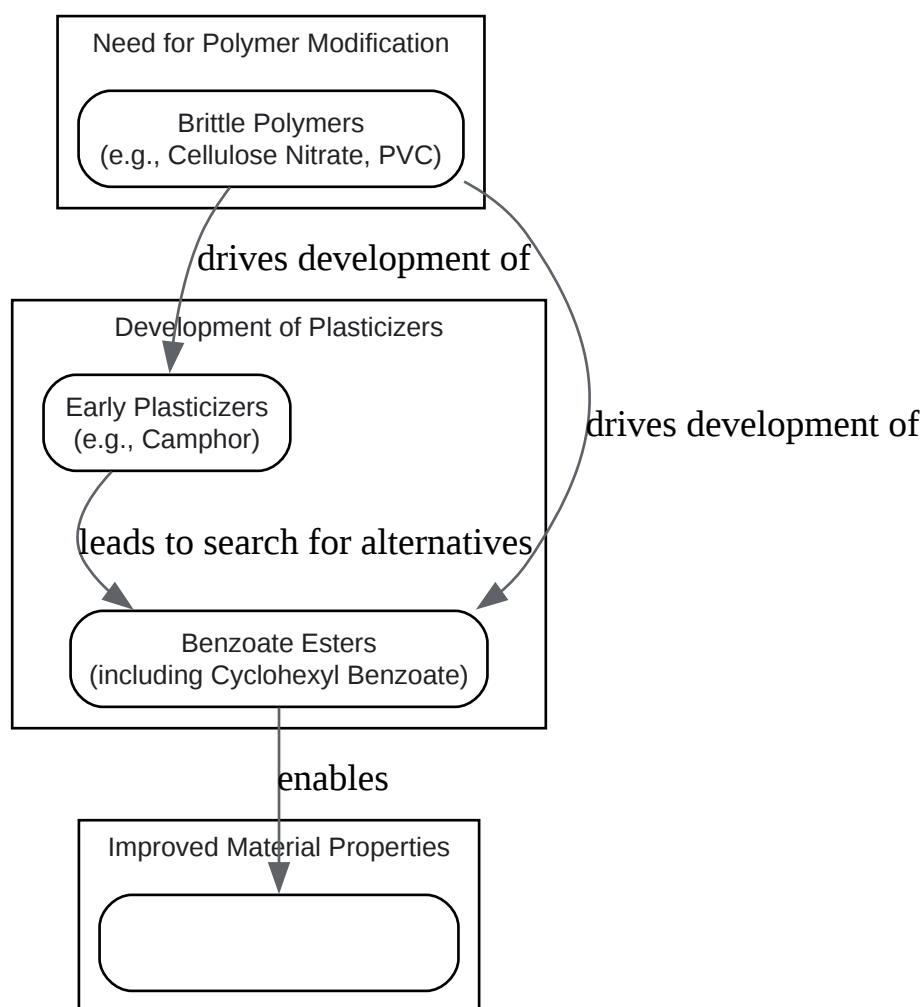 Need for Polymer Modification
Brittle Polymers
(e.g., Cellulose Nitrate, PVC)
drives development of
Development of Plasticizers
Early Plasticizers
(e.g., Camphor)
drives development of
leads to search for alternatives
Benzoate Esters
(including Cyclohexyl Benzoate)
enables
Improved Material Properties